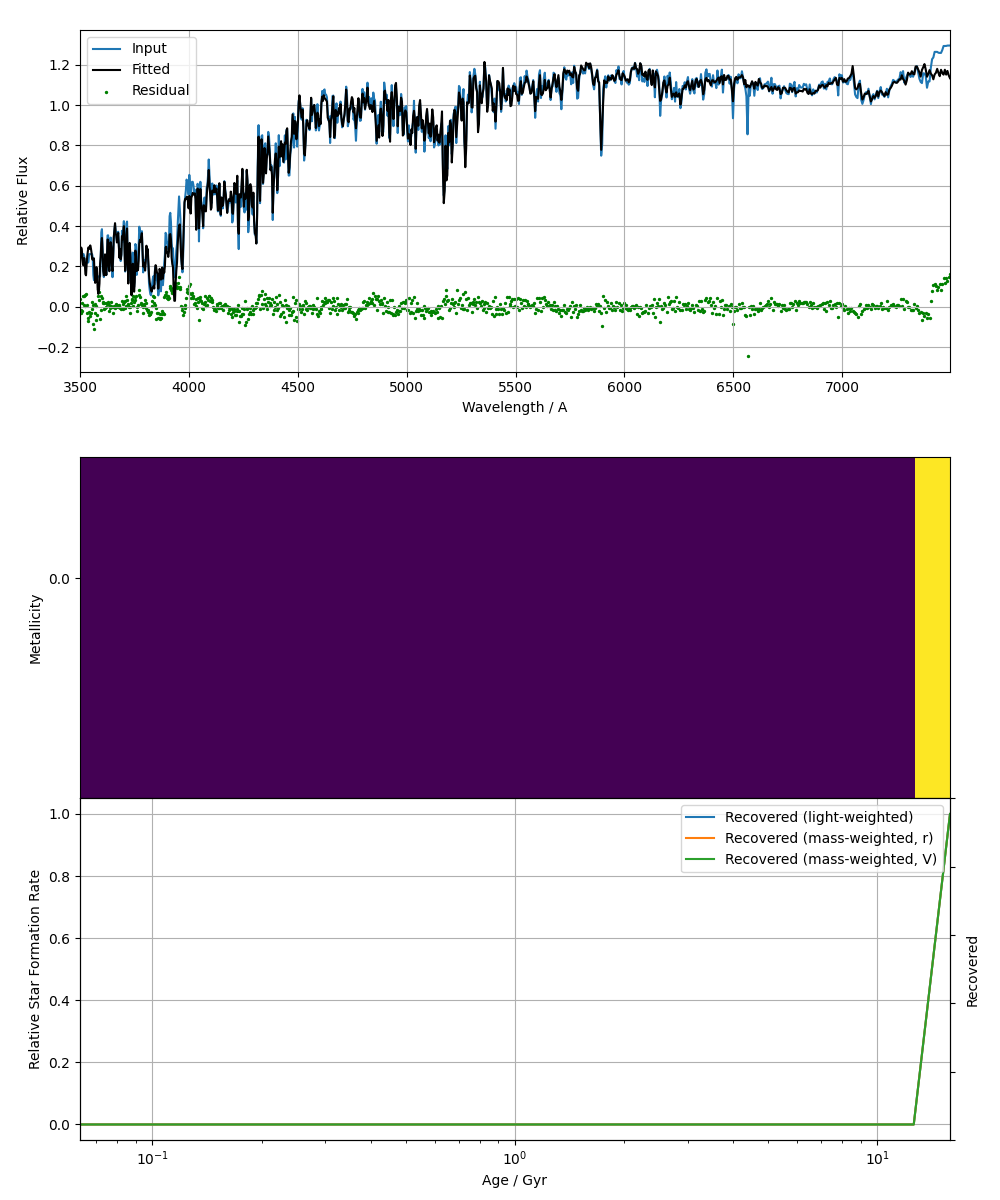 Input
Fitted
Residual
1.2
1.0
0.8
0.6
0.4
0.2
0.0
−0.2
Relative Flux
3500 4000 4500 5000 5500 6000 6500 7000
Wavelength / A
0.0
Metallicity
Recovered (light-weighted)
Recovered (mass-weighted, r)
Recovered (mass-weighted, V)
1.0
0.8
0.6
0.4
0.2
0.0
Relative Star Formation Rate
Recovered
10⁻¹ 10⁰ 10¹
Age / Gyr